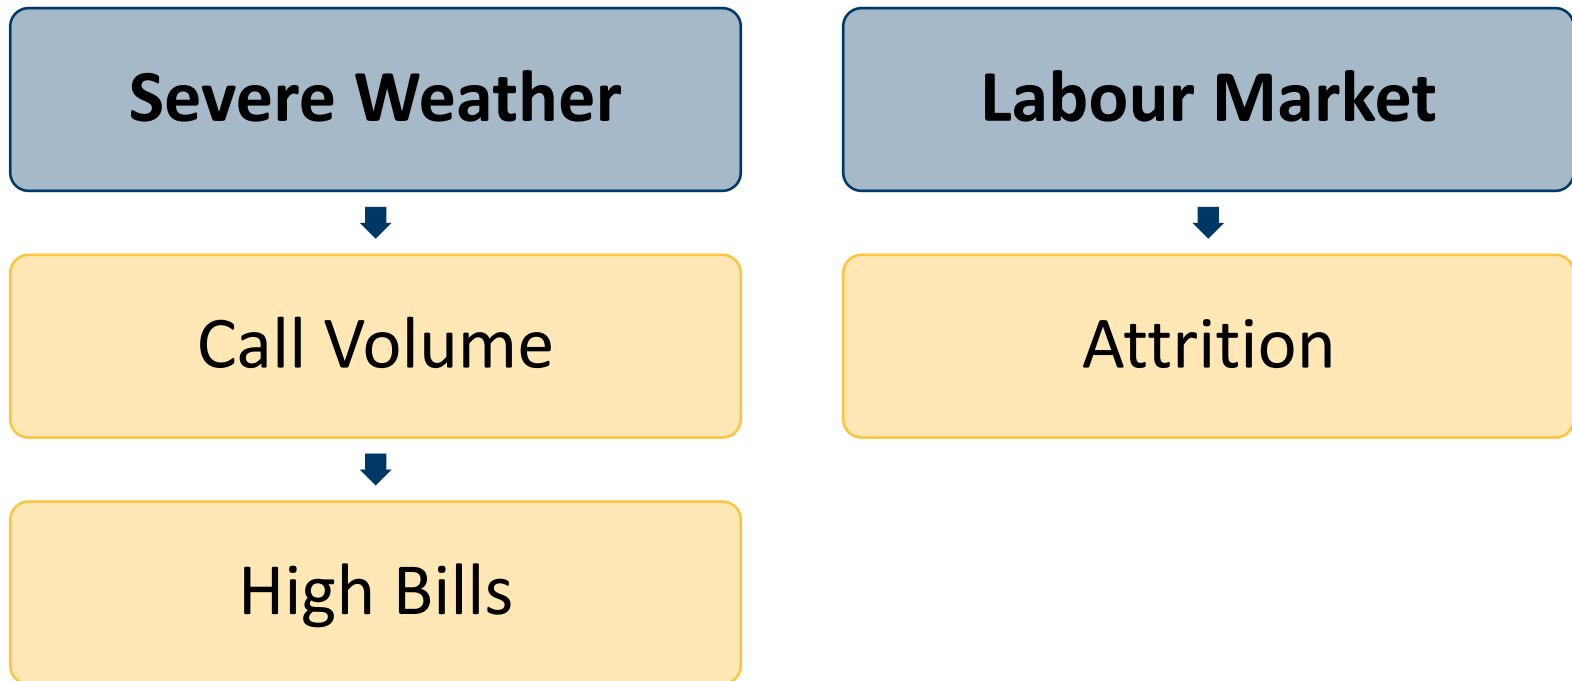 Severe Weather
Call Volume
High Bills
Labour Market
Attrition